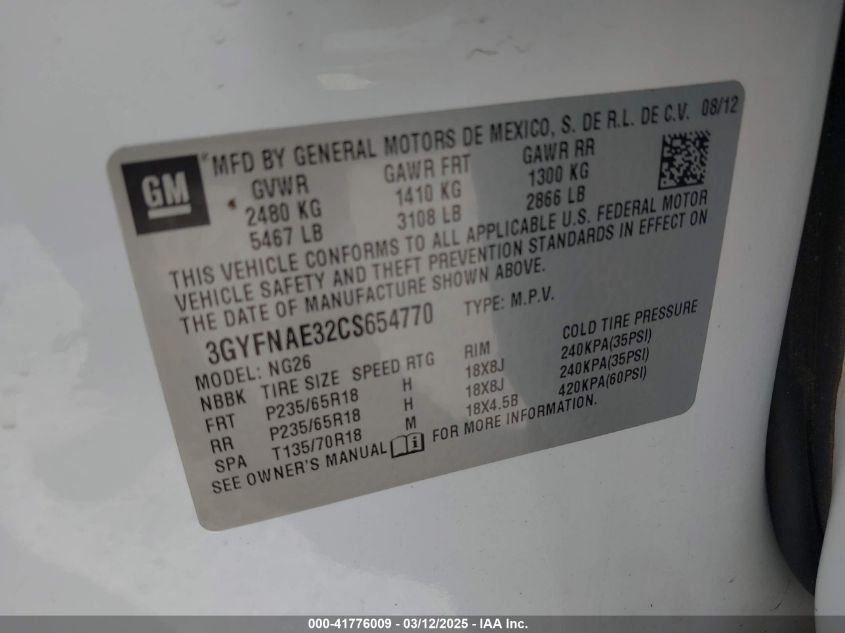 GM
MFD BY GENERAL MOTORS DE MEXICO, S. DE R.L. DE C.V. 08/12
GVWR GAWR FRT GAWR RR
2480 KG 1410 KG 1300 KG
5467 LB 3108 LB 2866 LB
THIS VEHICLE CONFORMS TO ALL APPLICABLE U.S. FEDERAL MOTOR
VEHICLE SAFETY AND THEFT PREVENTION STANDARDS IN EFFECT ON
THE DATE OF MANUFACTURE SHOWN ABOVE.
3GYFNAE32CS654770 TYPE: M.P.V.
MODEL: NG26
NBBK TIRE SIZE SPEED RTG RIM COLD TIRE PRESSURE
FRT P235/65R18 H 18X8J 240KPA(35PSI)
RR P235/65R18 H 18X8J 240KPA(35PSI)
SPA T135/70R18 M 18X4.5B 420KPA(60PSI)
SEE OWNER'S MANUAL FOR MORE INFORMATION.
000-41776009 - 03/12/2025 - IAA Inc.